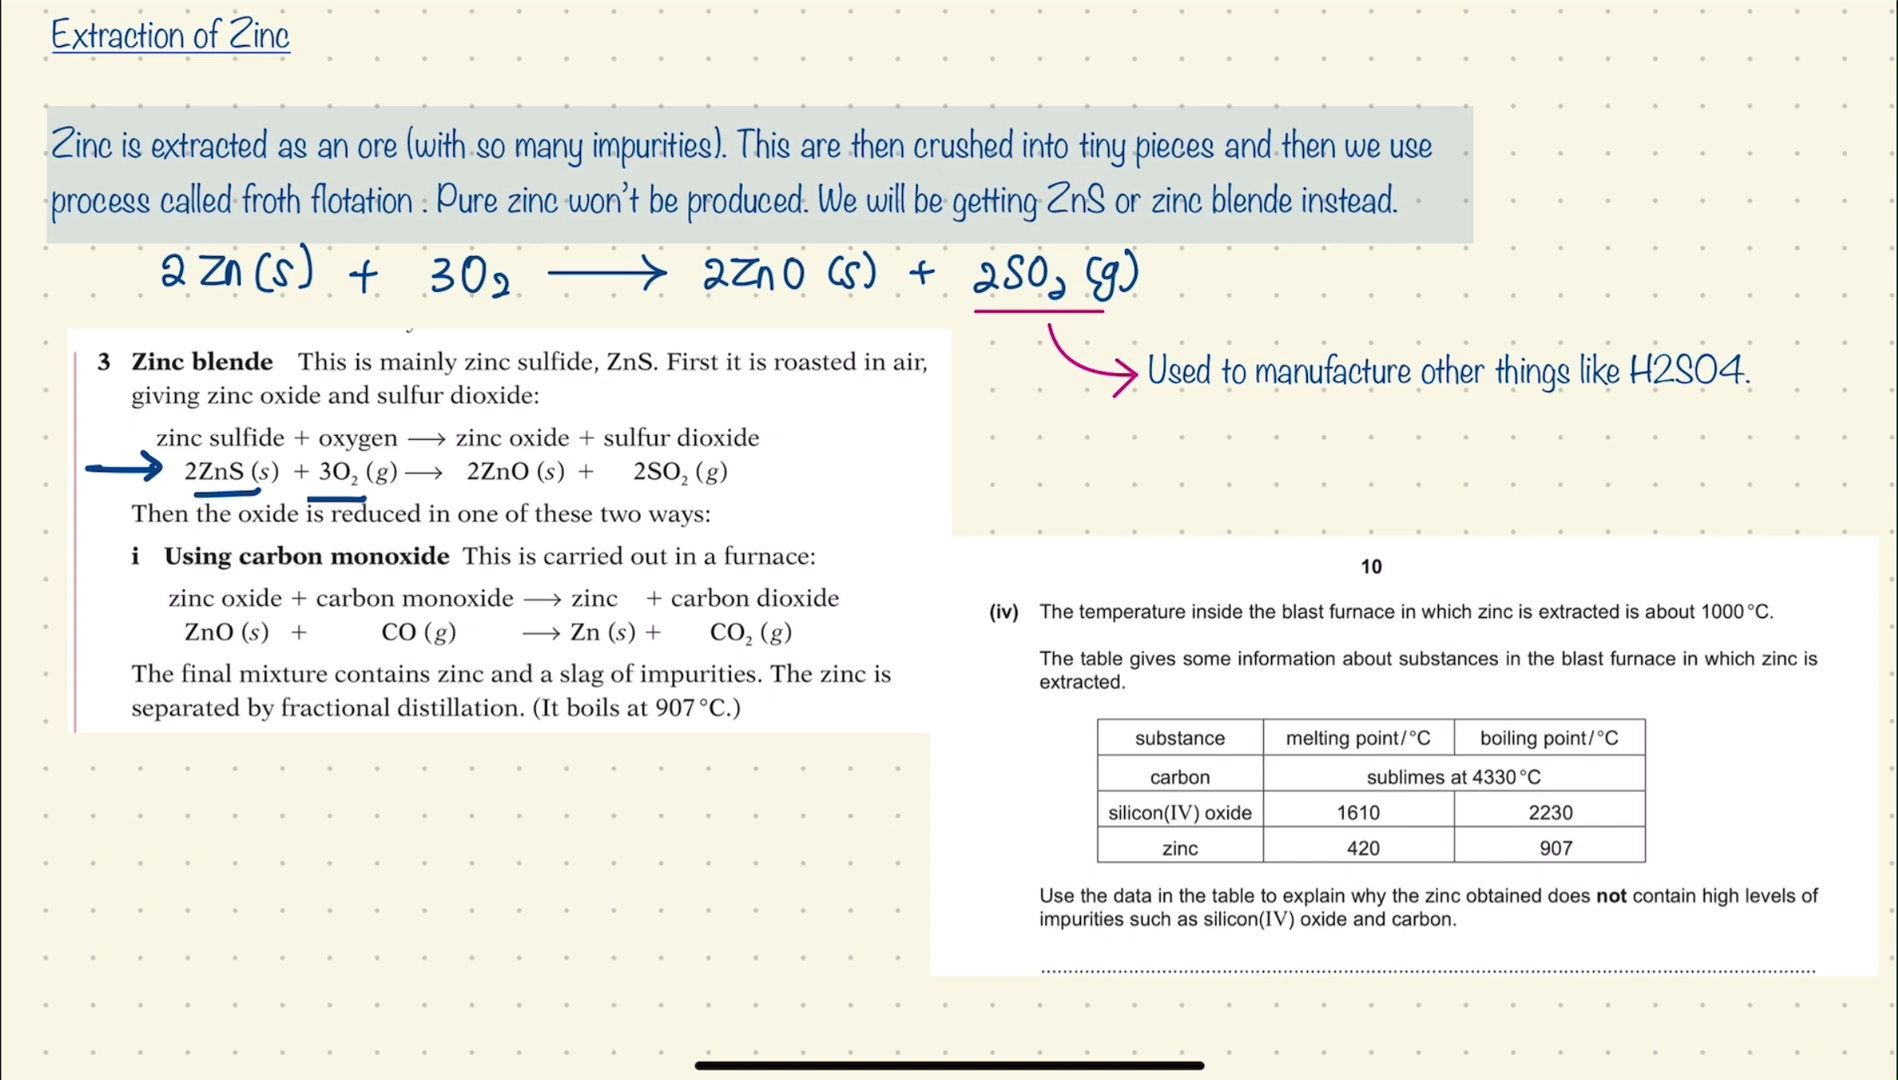 Extraction of Zinc
Zinc is extracted as an ore (with so many impurities). This are then crushed into tiny pieces and then we use
process called froth flotation : Pure zinc won't be produced. We will be getting ZnS or zinc blende instead.
2 Zn (s) + 3O₂ ⟶ 2ZnO (s) + 2SO₂ (g)
Used to manufacture other things like H2SO4.
3 Zinc blende This is mainly zinc sulfide, ZnS. First it is roasted in air,
giving zinc oxide and sulfur dioxide:
zinc sulfide + oxygen ⟶ zinc oxide + sulfur dioxide
2ZnS (s) + 3O₂ (g) ⟶ 2ZnO (s) + 2SO₂ (g)
Then the oxide is reduced in one of these two ways:
i Using carbon monoxide This is carried out in a furnace:
zinc oxide + carbon monoxide ⟶ zinc + carbon dioxide
ZnO (s) + CO (g) ⟶ Zn (s) + CO₂ (g)
The final mixture contains zinc and a slag of impurities. The zinc is
separated by fractional distillation. (It boils at 907 °C.)
10
(iv) The temperature inside the blast furnace in which zinc is extracted is about 1000 °C.
The table gives some information about substances in the blast furnace in which zinc is
extracted.
substance melting point/°C boiling point/°C
carbon sublimes at 4330 °C
silicon(IV) oxide 1610 2230
zinc 420 907
Use the data in the table to explain why the zinc obtained does not contain high levels of
impurities such as silicon(IV) oxide and carbon.